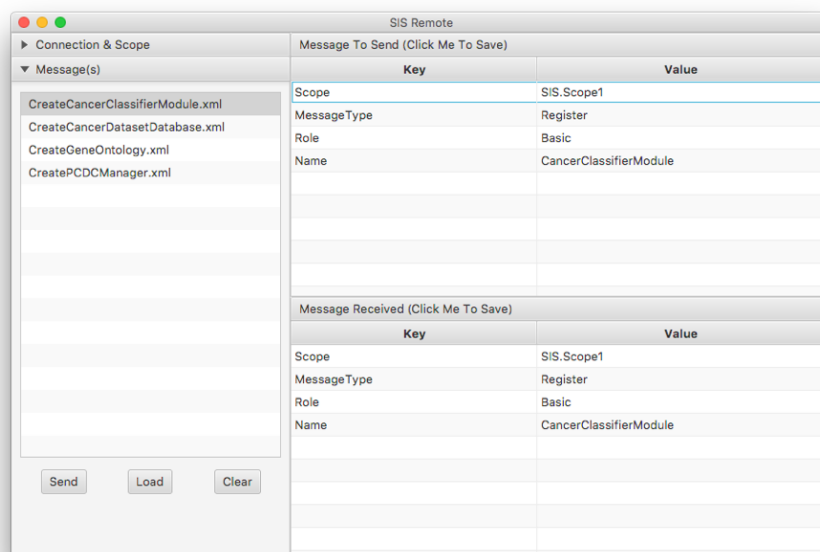 SIS Remote
Connection & Scope
Message(s)
CreateCancerClassifierModule.xml
CreateCancerDatasetDatabase.xml
CreateGeneOntology.xml
CreatePCDCManager.xml
Send Load Clear
Message To Send (Click Me To Save)
Key Value
Scope SIS.Scope1
MessageType Register
Role Basic
Name CancerClassifierModule
Message Received (Click Me To Save)
Key Value
Scope SIS.Scope1
MessageType Register
Role Basic
Name CancerClassifierModule